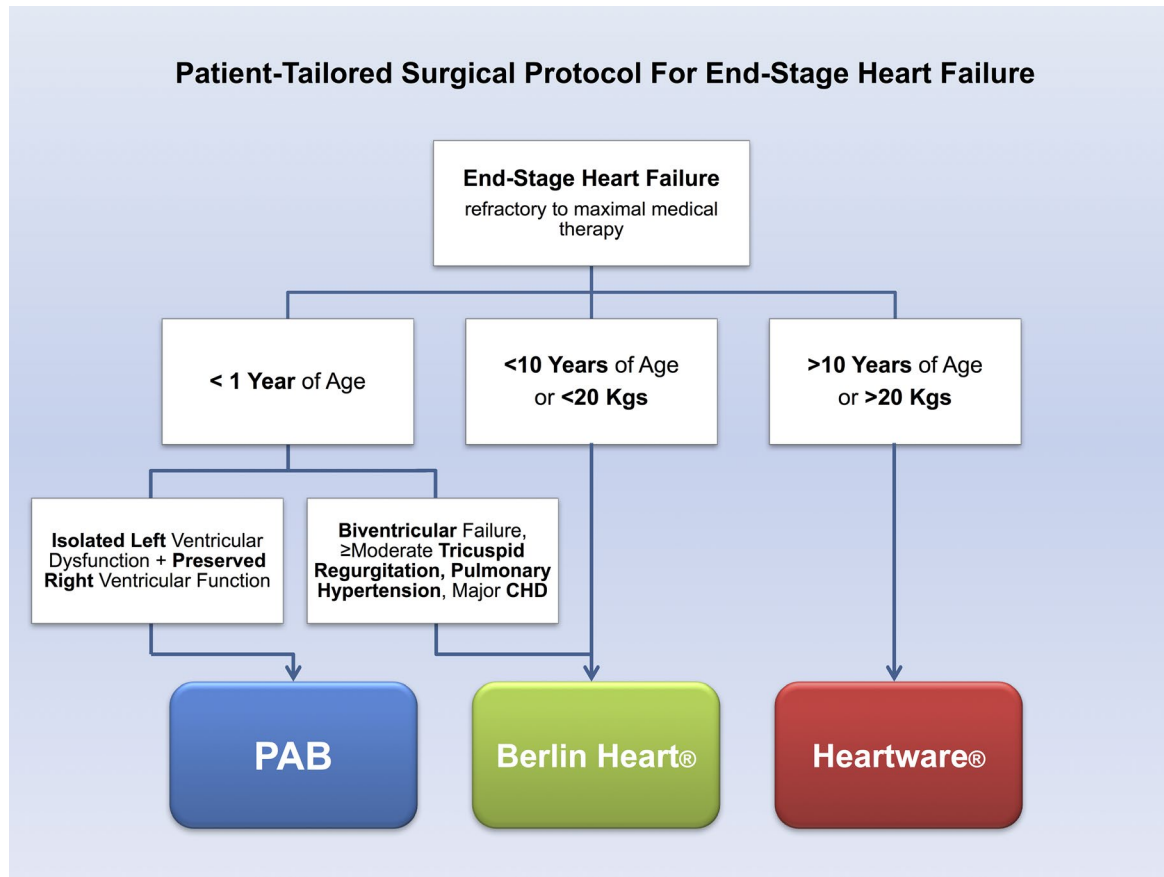 Patient-Tailored Surgical Protocol For End-Stage Heart Failure
End-Stage Heart Failure
refractory to maximal medical
therapy
< 1 Year of Age
<10 Years of Age
or <20 Kgs
>10 Years of Age
or >20 Kgs
Isolated Left Ventricular
Dysfunction + Preserved
Right Ventricular Function
Biventricular Failure,
≥Moderate Tricuspid
Regurgitation, Pulmonary
Hypertension, Major CHD
PAB
Berlin Heart®
Heartware®